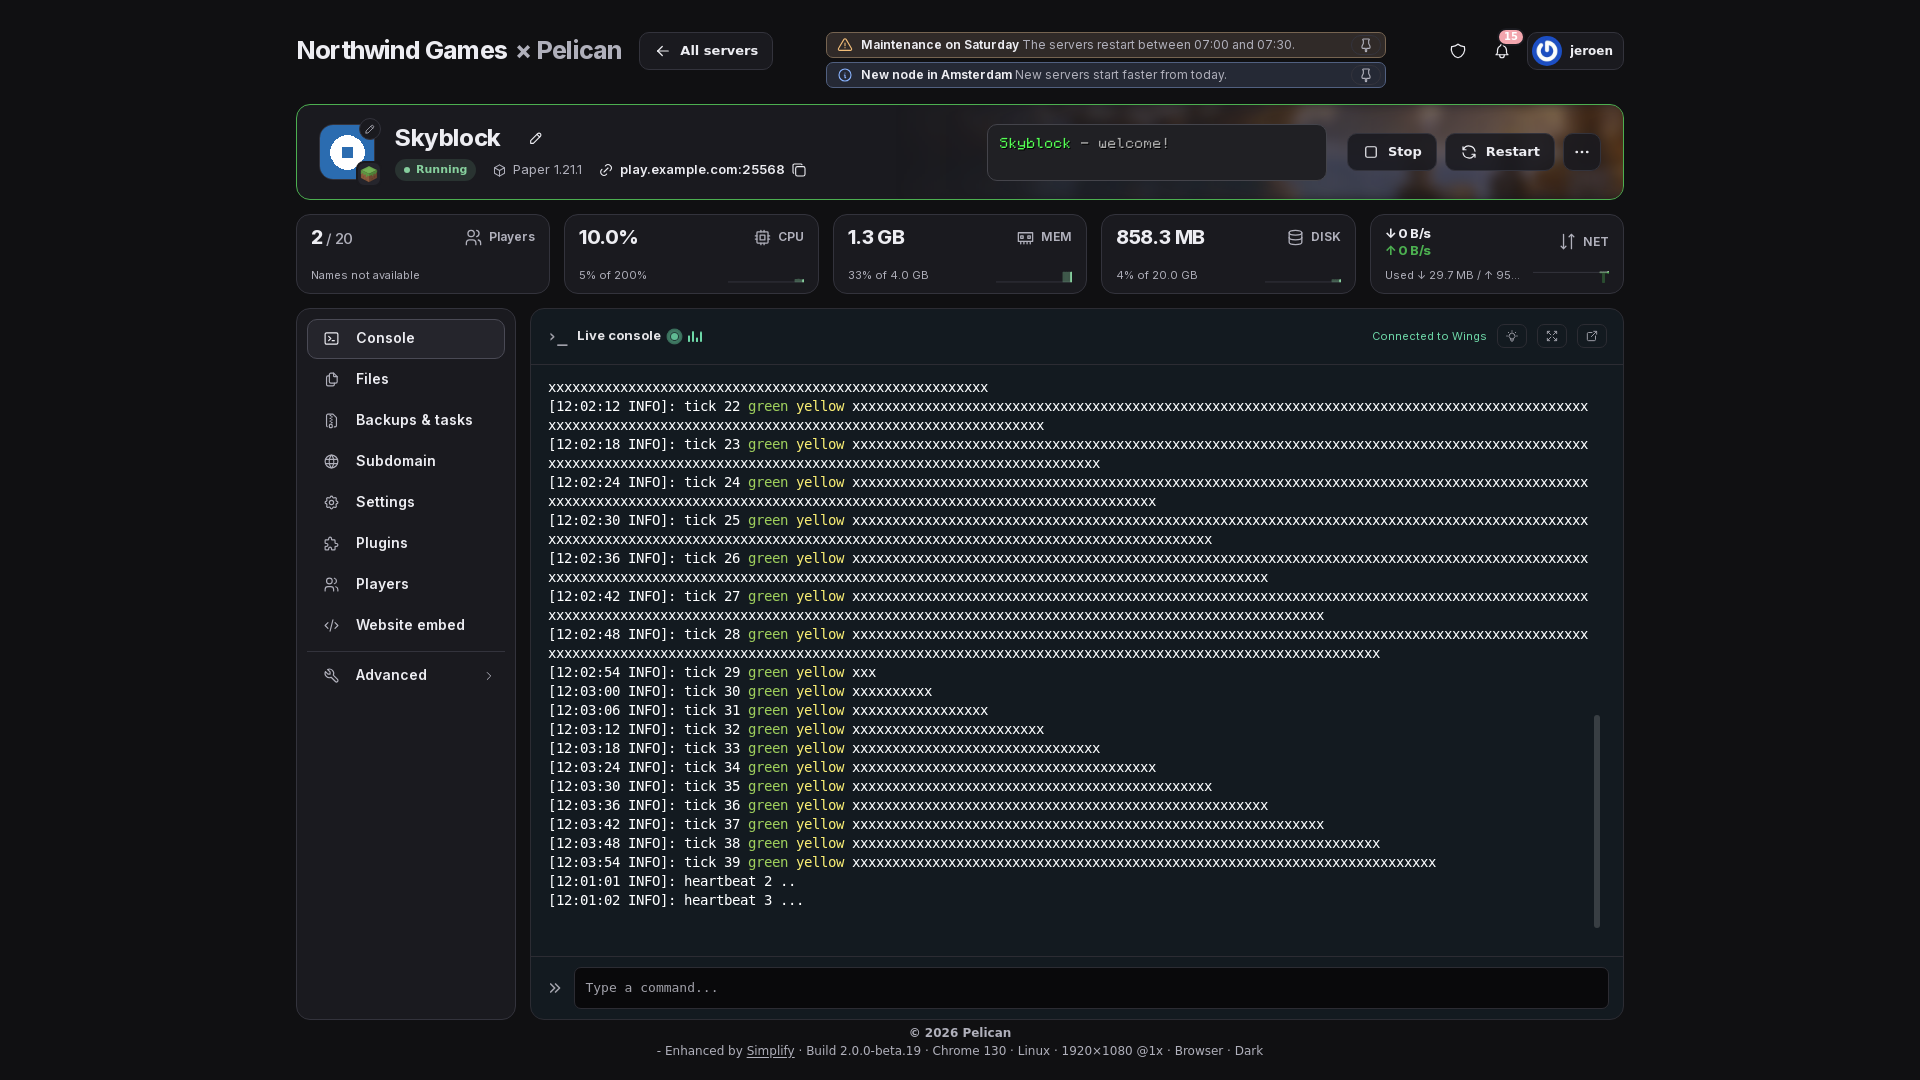 Northwind Games × Pelican
All servers
Maintenance on Saturday The servers restart between 07:00 and 07:30.
New node in Amsterdam New servers start faster from today.
15
jeroen
Skyblock
Running
Paper 1.21.1
play.example.com:25568
Skyblock - welcome!
Stop
Restart
2 / 20
Players
Names not available
10.0%
CPU
5% of 200%
1.3 GB
MEM
33% of 4.0 GB
858.3 MB
DISK
4% of 20.0 GB
↓ 0 B/s
↑ 0 B/s
NET
Used ↓ 29.7 MB / ↑ 95...
Console
Files
Backups & tasks
Subdomain
Settings
Plugins
Players
Website embed
Advanced
Live console
Connected to Wings
[12:02:12 INFO]: tick 22 green yellow
[12:02:18 INFO]: tick 23 green yellow
[12:02:24 INFO]: tick 24 green yellow
[12:02:30 INFO]: tick 25 green yellow
[12:02:36 INFO]: tick 26 green yellow
[12:02:42 INFO]: tick 27 green yellow
[12:02:48 INFO]: tick 28 green yellow
[12:02:54 INFO]: tick 29 green yellow xxx
[12:03:00 INFO]: tick 30 green yellow xxxxxxxxxx
[12:03:06 INFO]: tick 31 green yellow xxxxxxxxxxxxxxxxx
[12:03:12 INFO]: tick 32 green yellow xxxxxxxxxxxxxxxxxxxxxxxx
[12:03:18 INFO]: tick 33 green yellow xxxxxxxxxxxxxxxxxxxxxxxxxxxxxxx
[12:03:24 INFO]: tick 34 green yellow xxxxxxxxxxxxxxxxxxxxxxxxxxxxxxxxxxxxxx
[12:03:30 INFO]: tick 35 green yellow xxxxxxxxxxxxxxxxxxxxxxxxxxxxxxxxxxxxxxxxxxxxx
[12:03:36 INFO]: tick 36 green yellow
[12:03:42 INFO]: tick 37 green yellow
[12:03:48 INFO]: tick 38 green yellow
[12:03:54 INFO]: tick 39 green yellow
[12:01:01 INFO]: heartbeat 2 ..
[12:01:02 INFO]: heartbeat 3 ...
Type a command...
© 2026 Pelican
- Enhanced by Simplify · Build 2.0.0-beta.19 · Chrome 130 · Linux · 1920×1080 @1x · Browser · Dark